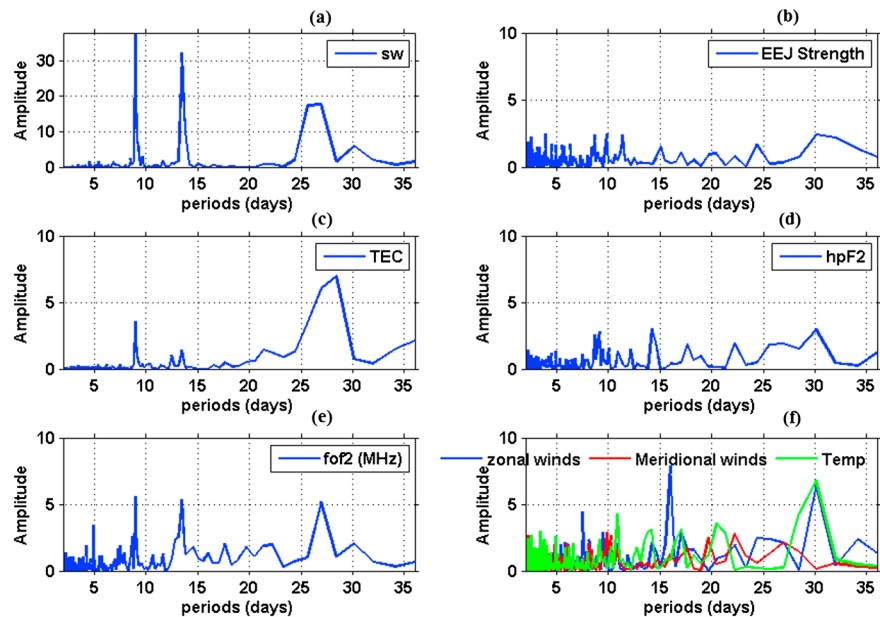 (a)
(b)
sw
EEJ Strength
Amplitude
30
20
10
0
5 10 15 20 25 30 35
periods (days)
Amplitude
10
5
0
5 10 15 20 25 30 35
periods (days)
(c)
(d)
TEC
hpF2
Amplitude
10
5
0
5 10 15 20 25 30 35
periods (days)
Amplitude
10
5
0
5 10 15 20 25 30 35
periods (days)
(e)
(f)
fof2 (MHz)
zonal winds Meridional winds Temp
Amplitude
10
5
0
5 10 15 20 25 30 35
periods (days)
Amplitude
10
5
0
5 10 15 20 25 30 35
periods (days)